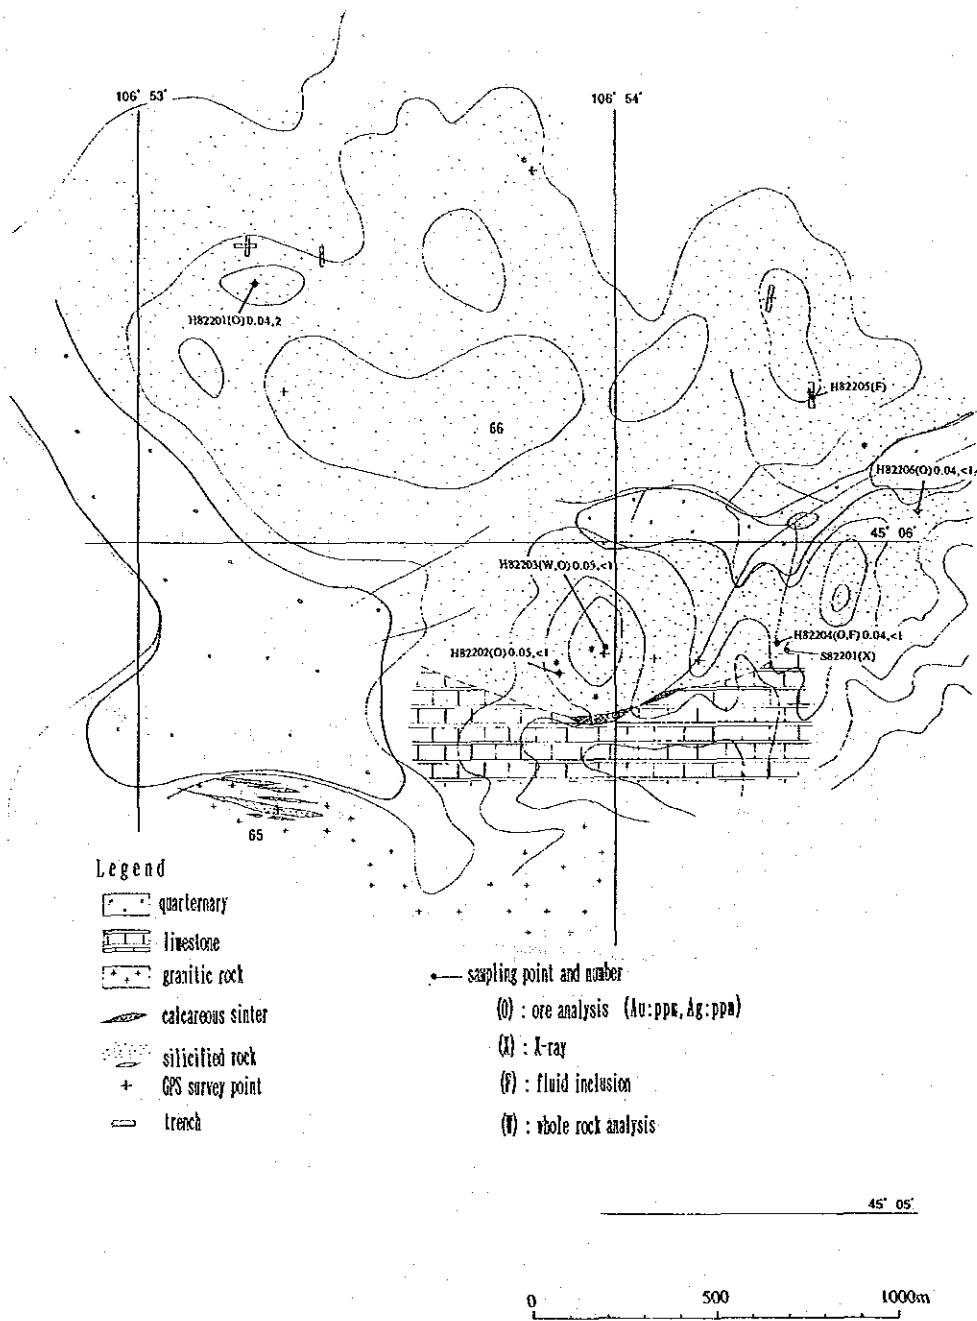 106° 53'
106° 54'
H82201(O)0.04,2
66
H82205(F)
H82206(O)0.04,<1
45° 06'
H82203(W,O)0.05,<1
H82202(O)0.05,<1
H82204(O,F)0.04,<1
S82201(X)
65
Legend
quarternary
limestone
granitic rock
calcareous sinter
silicified rock
GPS survey point
trench
sampling point and number
(O) : ore analysis (Au:ppm, Ag:ppm)
(X) : X-ray
(F) : fluid inclusion
(W) : whole rock analysis
45° 05'
0 500 1000m